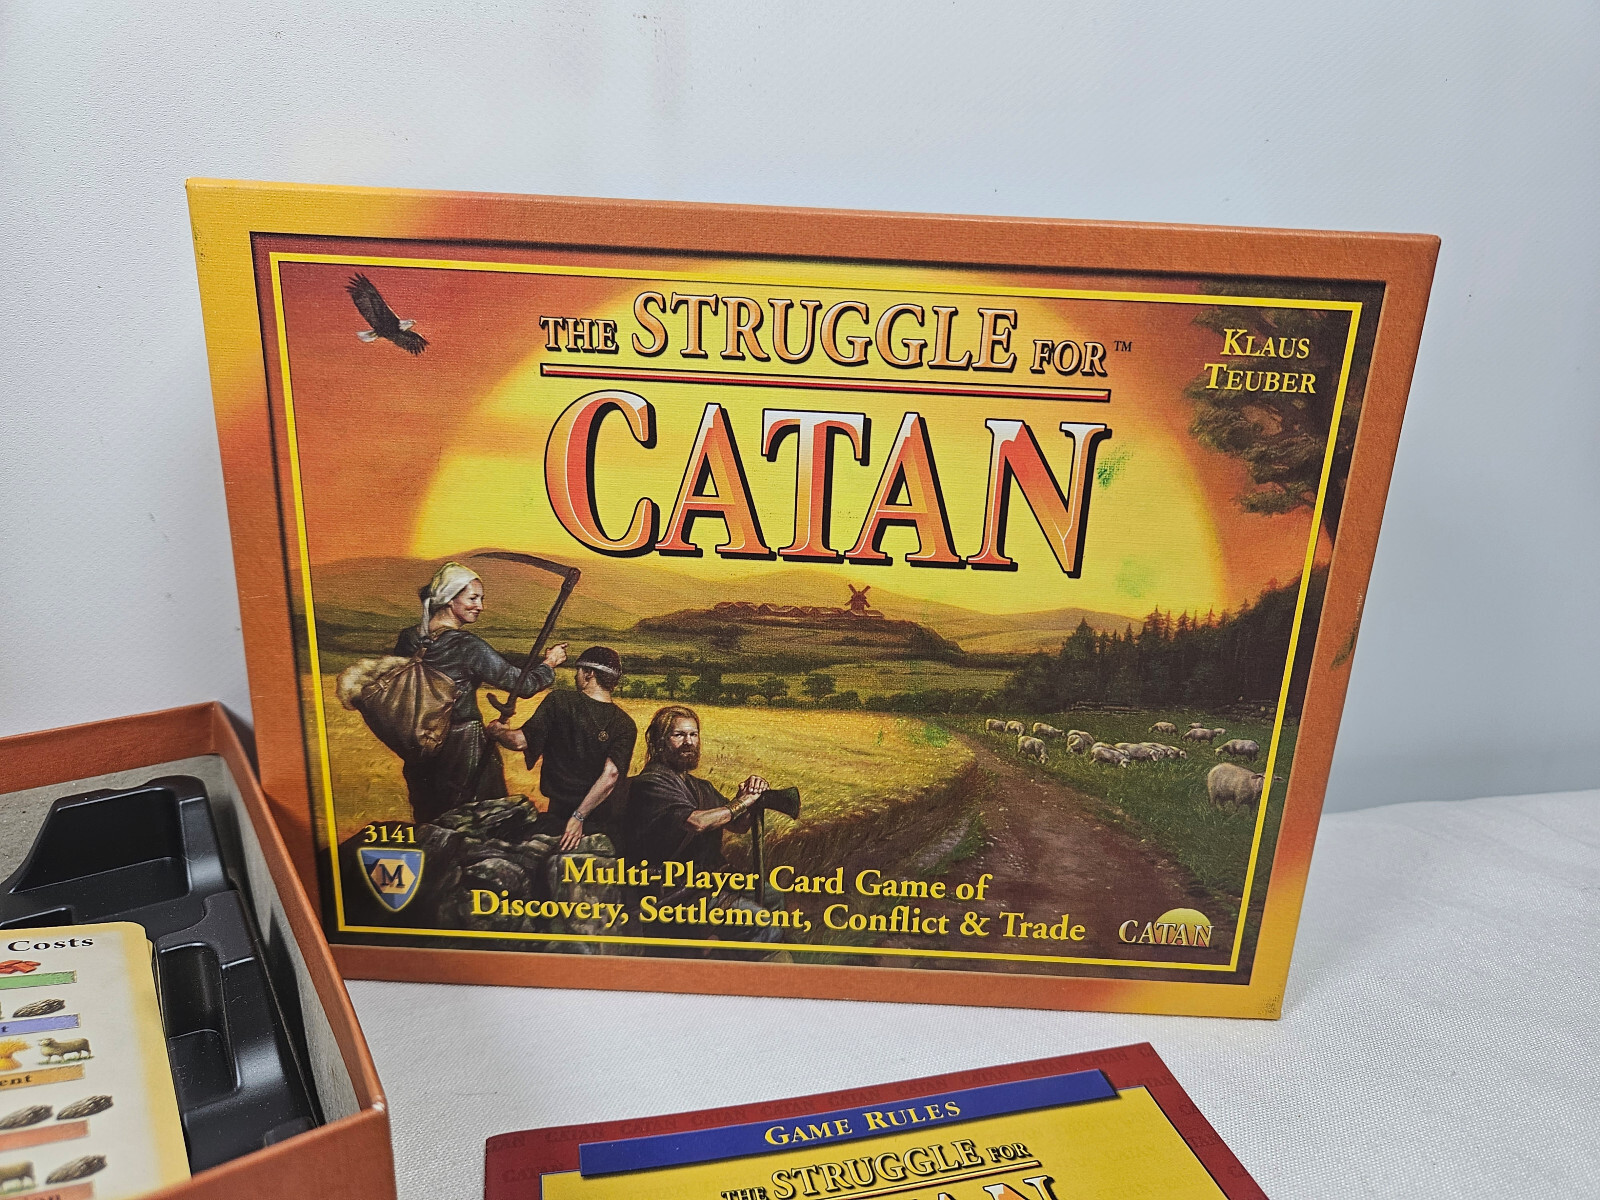 THE STRUGGLE FOR™
CATAN
KLAUS
TEUBER
3141
M
Multi-Player Card Game of
Discovery, Settlement, Conflict & Trade
CATAN
Costs
GAME RULES
THE STRUGGLE FOR